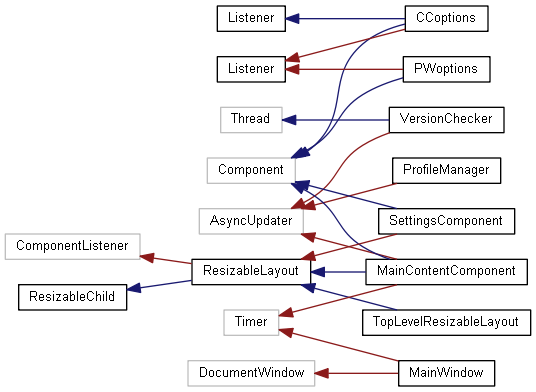 Listener
CCoptions
Listener
PWoptions
Thread
VersionChecker
Component
ProfileManager
AsyncUpdater
SettingsComponent
ComponentListener
ResizableLayout
MainContentComponent
ResizableChild
Timer
TopLevelResizableLayout
DocumentWindow
MainWindow